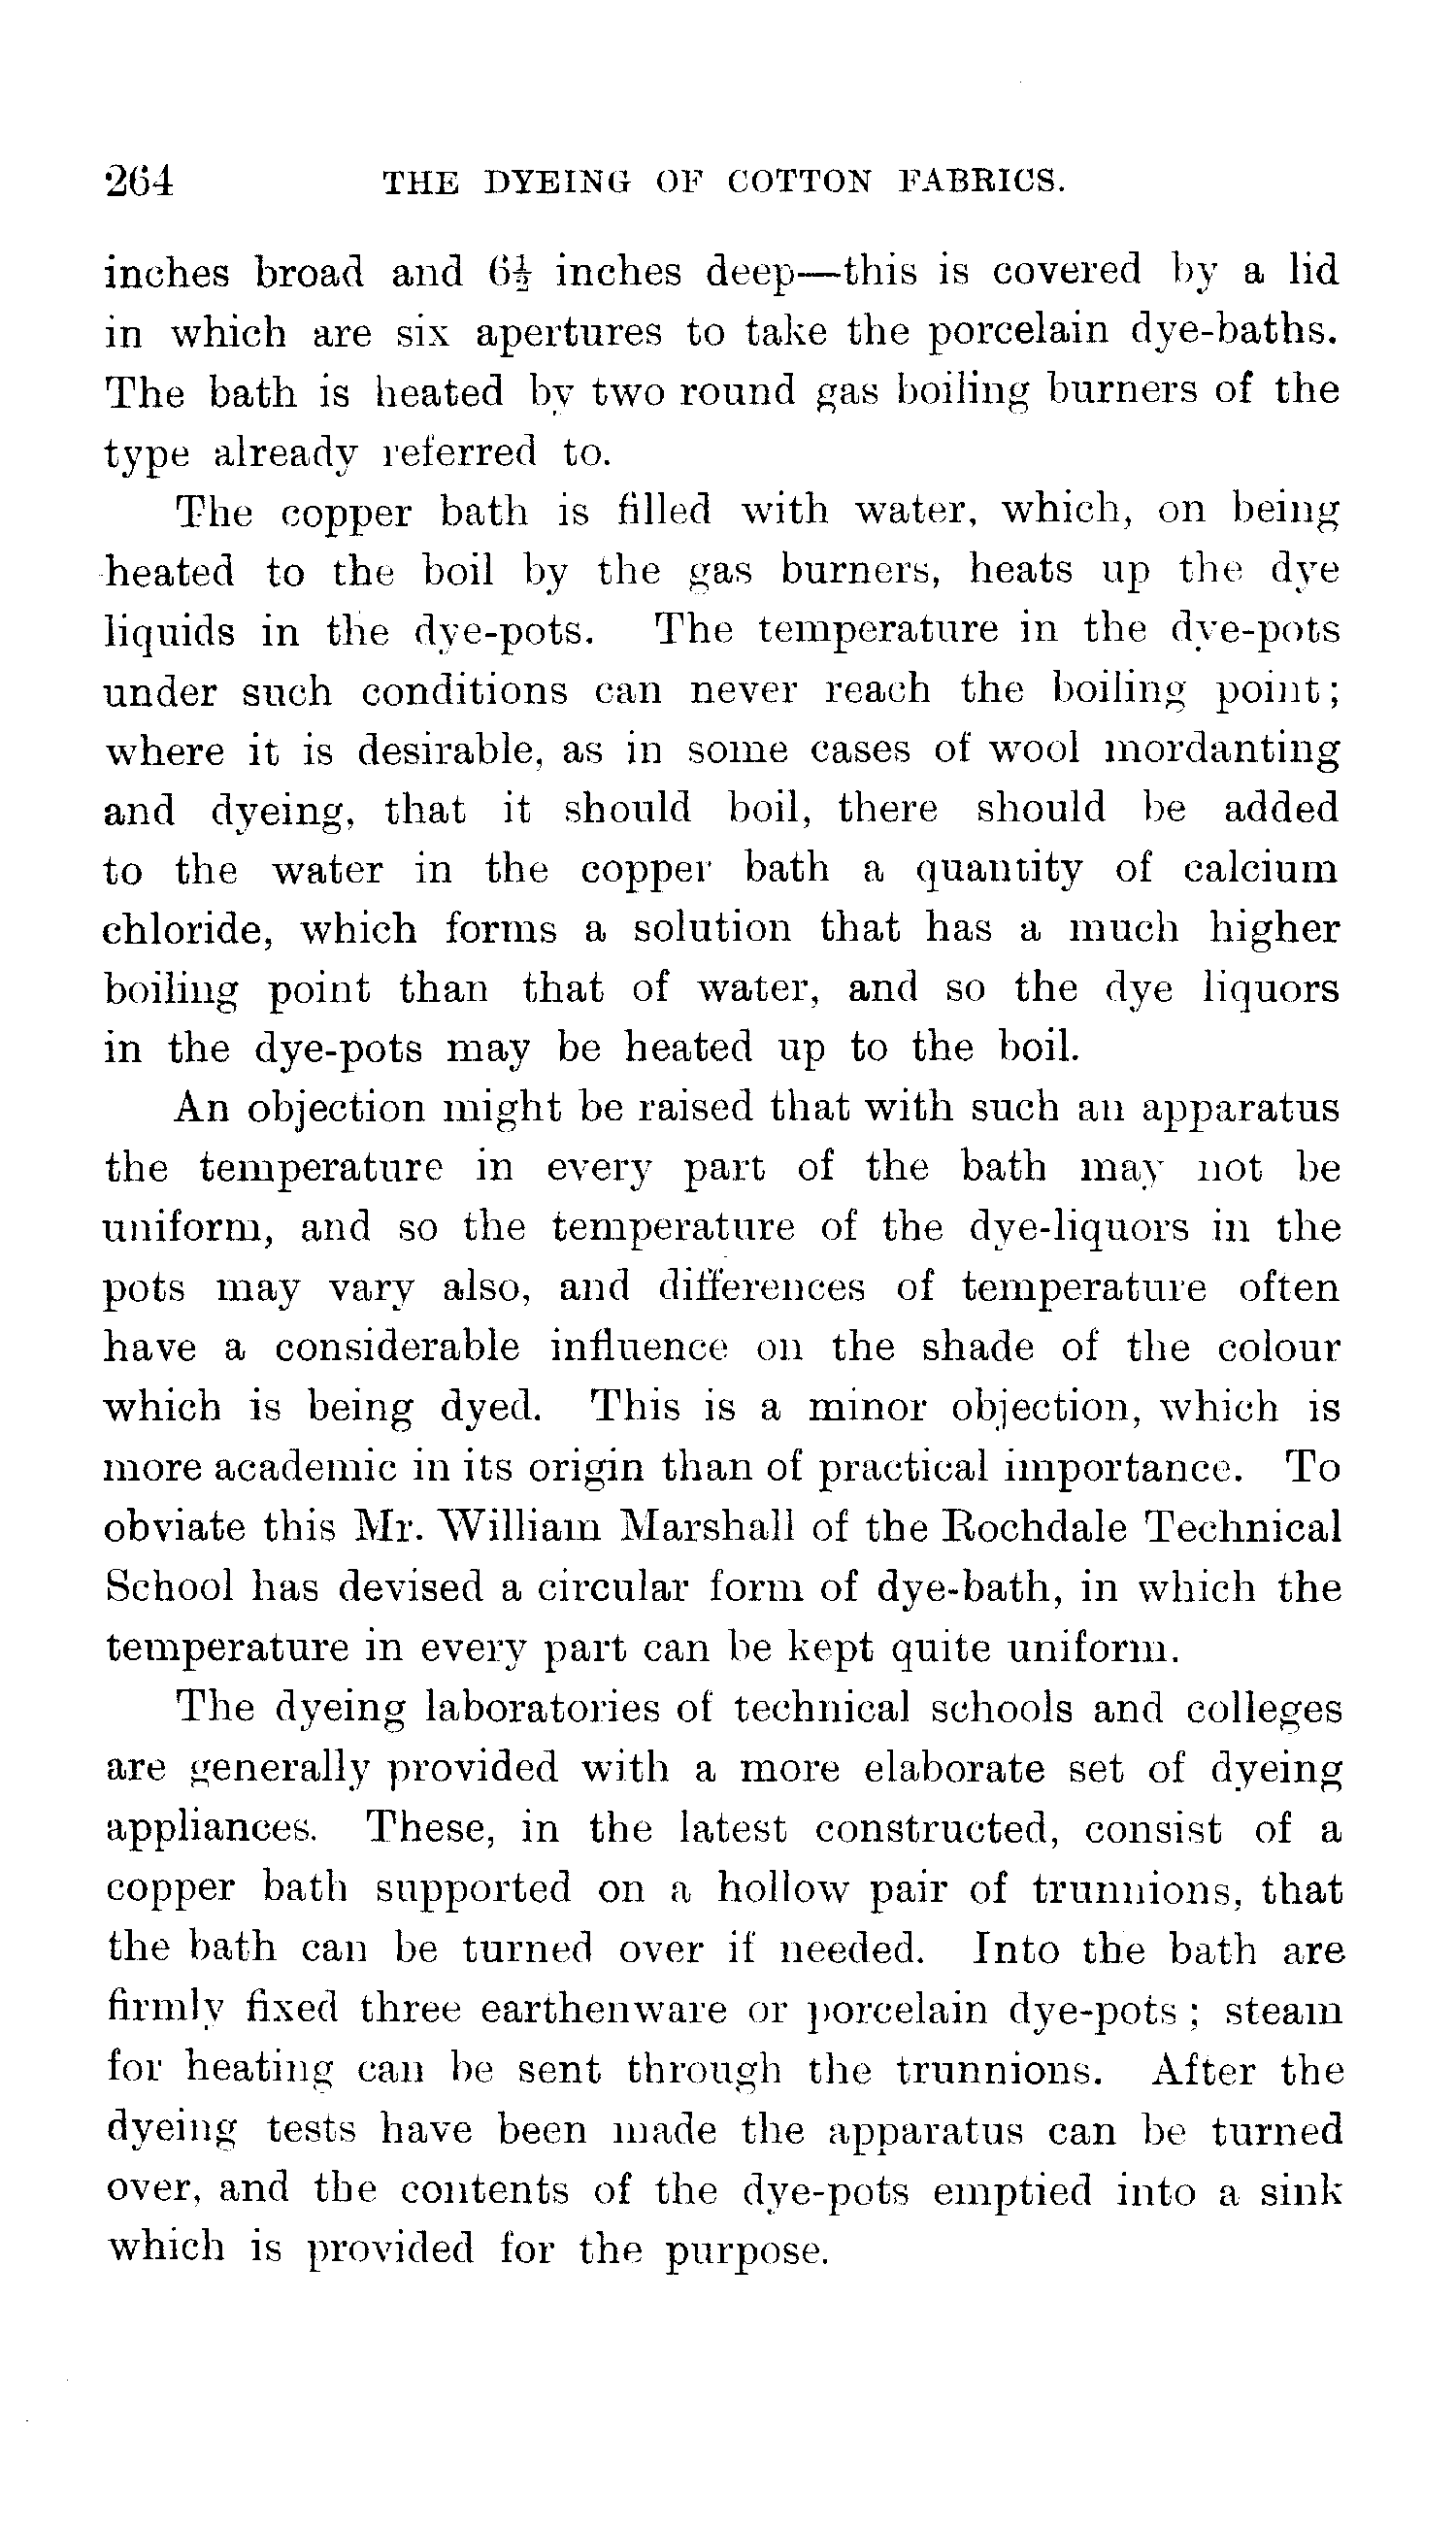 264 THE DYEING OF COTTON FABRICS.
inches broad and 6½ inches deep—this is covered by a lid
in which are six apertures to take the porcelain dye-baths.
The bath is heated by two round gas boiling burners of the
type already referred to.
The copper bath is filled with water, which, on being
heated to the boil by the gas burners, heats up the dye
liquids in the dye-pots. The temperature in the dye-pots
under such conditions can never reach the boiling point;
where it is desirable, as in some cases of wool mordanting
and dyeing, that it should boil, there should be added
to the water in the copper bath a quantity of calcium
chloride, which forms a solution that has a much higher
boiling point than that of water, and so the dye liquors
in the dye-pots may be heated up to the boil.
An objection might be raised that with such an apparatus
the temperature in every part of the bath may not be
uniform, and so the temperature of the dye-liquors in the
pots may vary also, and differences of temperature often
have a considerable influence on the shade of the colour
which is being dyed. This is a minor objection, which is
more academic in its origin than of practical importance. To
obviate this Mr. William Marshall of the Rochdale Technical
School has devised a circular form of dye-bath, in which the
temperature in every part can be kept quite uniform.
The dyeing laboratories of technical schools and colleges
are generally provided with a more elaborate set of dyeing
appliances. These, in the latest constructed, consist of a
copper bath supported on a hollow pair of trunnions, that
the bath can be turned over if needed. Into the bath are
firmly fixed three earthenware or porcelain dye-pots; steam
for heating can be sent through the trunnions. After the
dyeing tests have been made the apparatus can be turned
over, and the contents of the dye-pots emptied into a sink
which is provided for the purpose.